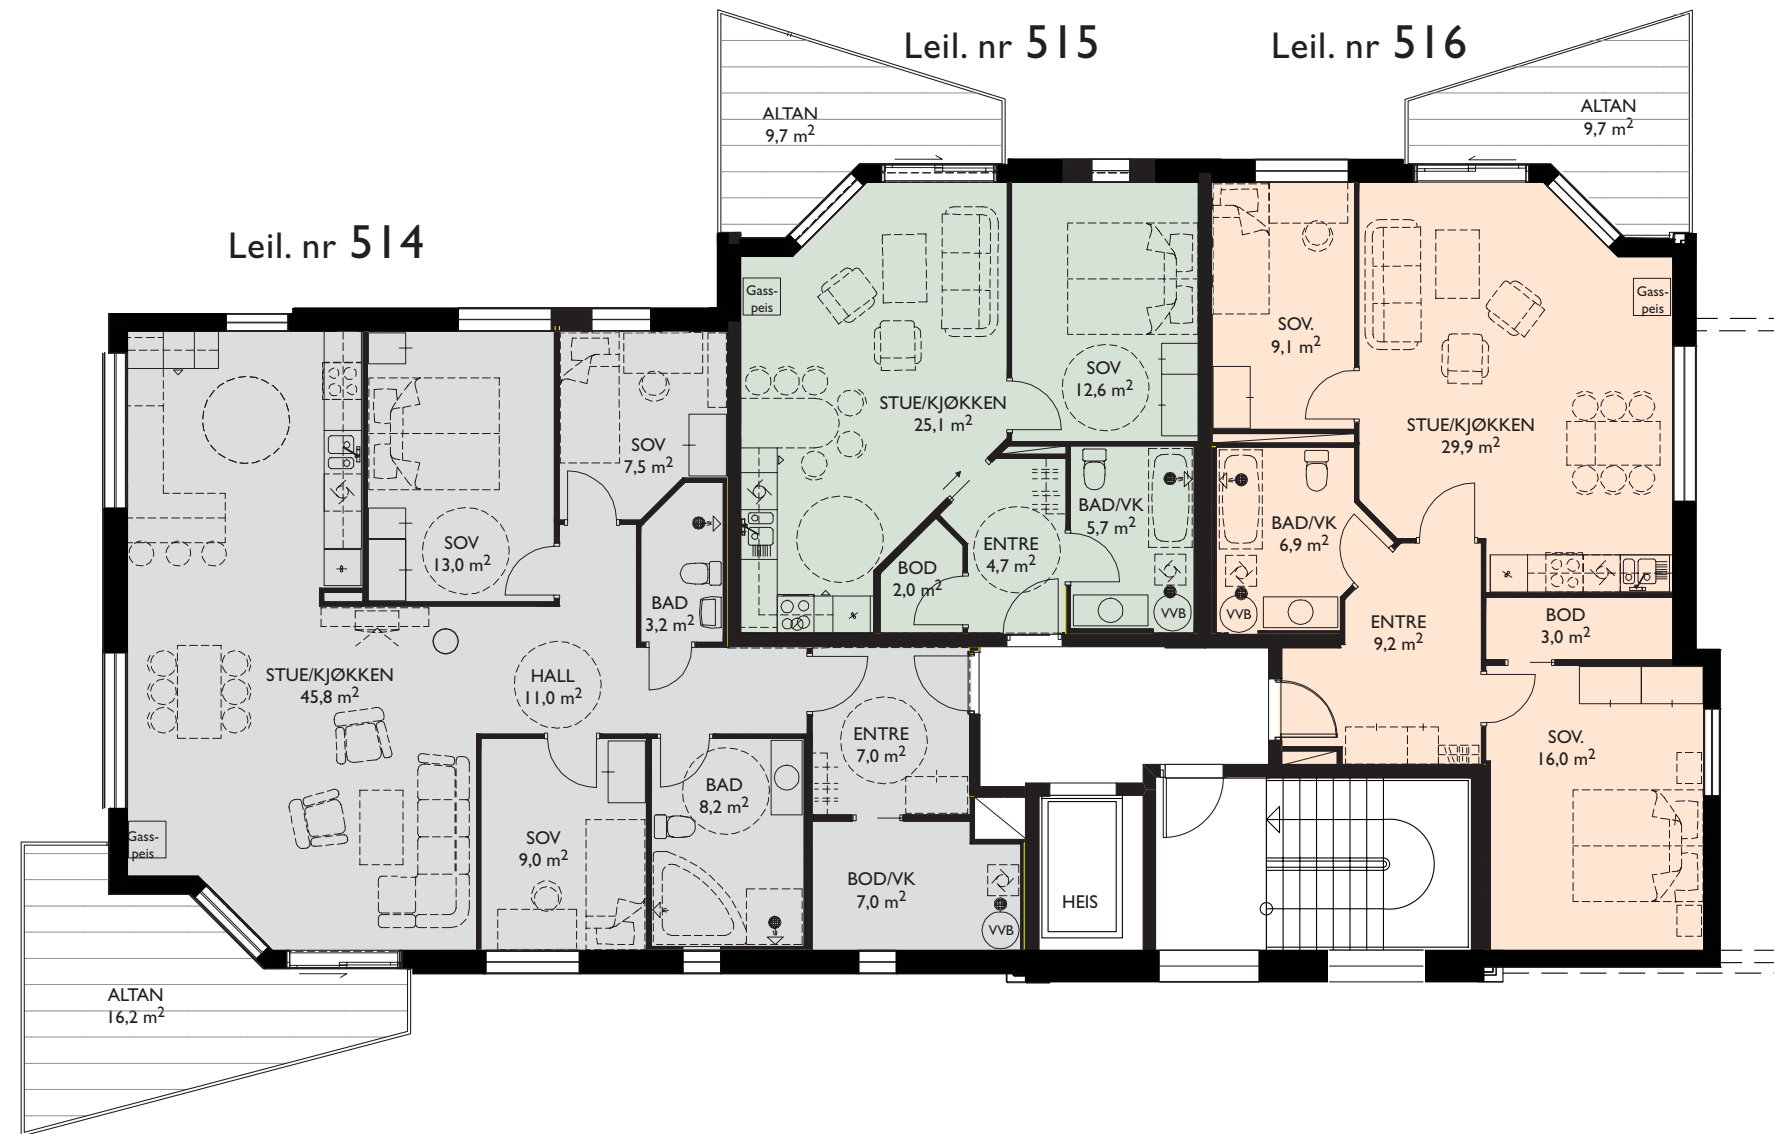 Leil. nr 515
Leil. nr 516
Leil. nr 514
ALTAN
9,7 m²
ALTAN
9,7 m²
Gass-
peis
STUE/KJØKKEN
25,1 m²
SOV
12,6 m²
BAD/VK
5,7 m²
ENTRE
4,7 m²
BOD
2,0 m²
VVB
SOV.
9,1 m²
Gass-
peis
STUE/KJØKKEN
29,9 m²
BAD/VK
6,9 m²
VVB
ENTRE
9,2 m²
BOD
3,0 m²
SOV.
16,0 m²
SOV
7,5 m²
SOV
13,0 m²
BAD
3,2 m²
STUE/KJØKKEN
45,8 m²
HALL
11,0 m²
ENTRE
7,0 m²
BAD
8,2 m²
SOV
9,0 m²
BOD/VK
7,0 m²
VVB
HEIS
Gass-
peis
ALTAN
16,2 m²